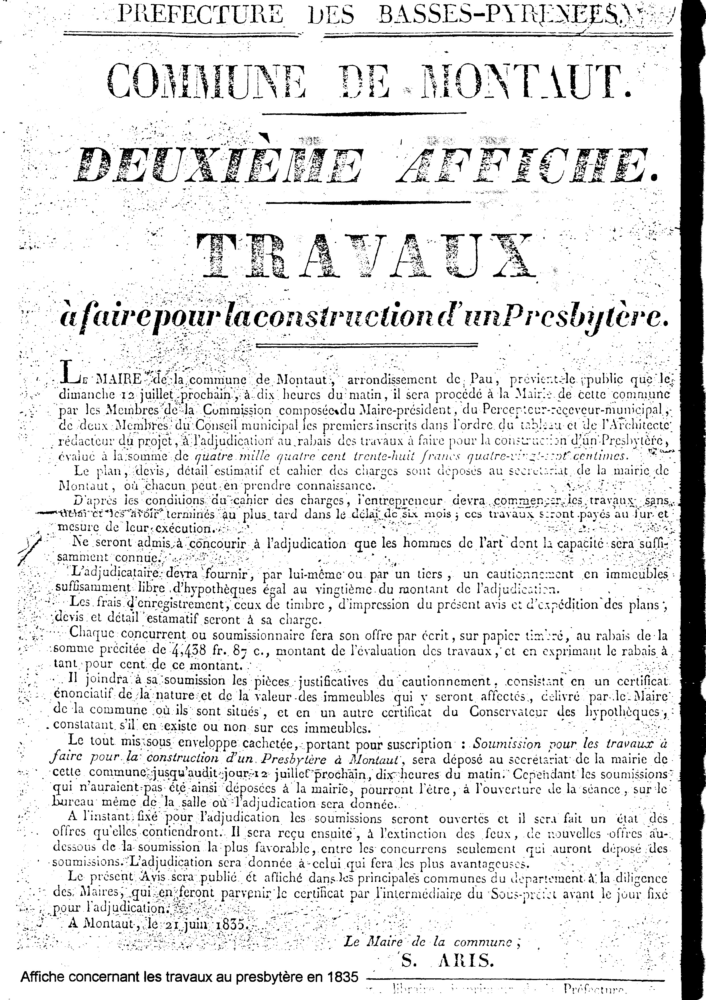 PREFECTURE DES BASSES-PYRENEES.
COMMUNE DE MONTAUT.
DEUXIÈME AFFICHE.
TRAVAUX
à faire pour la construction d'un Presbytère.
LE MAIRE de la commune de Montaut, arrondissement de Pau, prévient le public que le
dimanche 12 juillet prochain, à dix heures du matin, il sera procédé à la Mairie de cette commune
par les Membres de la Commission composée du Maire-président, du Percepteur-receveur-municipal,
de deux Membres du Conseil municipal les premiers inscrits dans l'ordre du tableau et de l'Architecte
rédacteur du projet, à l'adjudication au rabais des travaux à faire pour la construction d'un Presbytère,
évalué à la somme de quatre mille quatre cent trente-huit francs quatre-vingt-sept centimes.
Le plan, devis, détail estimatif et cahier des charges sont déposés au secrétariat de la mairie de
Montaut, où chacun peut en prendre connaissance.
D'après les conditions du cahier des charges, l'entrepreneur devra commencer les travaux sans
délai et les avoir terminés au plus tard dans le délai de six mois ; ces travaux seront payés au fur et
mesure de leur exécution.
Ne seront admis à concourir à l'adjudication que les hommes de l'art dont la capacité sera suffi-
samment connue.
L'adjudicataire devra fournir, par lui-même ou par un tiers, un cautionnement en immeubles
suffisamment libre d'hypothèques égal au vingtième du montant de l'adjudication.
Les frais d'enregistrement, ceux de timbre, d'impression du présent avis et d'expédition des plans,
devis et détail estamatif seront à sa charge.
Chaque concurrent ou soumissionnaire fera son offre par écrit, sur papier timbré, au rabais de la
somme précitée de 4,438 fr. 87 c., montant de l'évaluation des travaux, et en exprimant le rabais à
tant pour cent de ce montant.
Il joindra à sa soumission les pièces justificatives du cautionnement, consistant en un certificat
énonciatif de la nature et de la valeur des immeubles qui y seront affectés, délivré par le Maire
de la commune où ils sont situés, et en un autre certificat du Conservateur des hypothèques,
constatant s'il en existe ou non sur ces immeubles.
Le tout mis sous enveloppe cachetée, portant pour suscription : Soumission pour les travaux à
faire pour la construction d'un Presbytère à Montaut, sera déposé au secrétariat de la mairie de
cette commune jusqu'audit jour 12 juillet prochain, dix heures du matin. Cependant les soumissions
qui n'auraient pas été ainsi déposées à la mairie, pourront l'être, à l'ouverture de la séance, sur le
bureau même de la salle où l'adjudication sera donnée.
A l'instant fixé pour l'adjudication les soumissions seront ouvertes et il sera fait un état des
offres qu'elles contiendront. Il sera reçu ensuite, à l'extinction des feux, de nouvelles offres au-
dessous de la soumission la plus favorable, entre les concurrens seulement qui auront déposé des
soumissions. L'adjudication sera donnée à celui qui fera les plus avantageuses.
Le présent Avis sera publié et affiché dans les principales communes du département à la diligence
des Maires, qui en feront parvenir le certificat par l'intermédiaire du Sous-préfet avant le jour fixé
pour l'adjudication.
A Montaut, le 21 juin 1835.
Le Maire de la commune ;
S. ARIS.
Affiche concernant les travaux au presbytère en 1835
Préfecture.